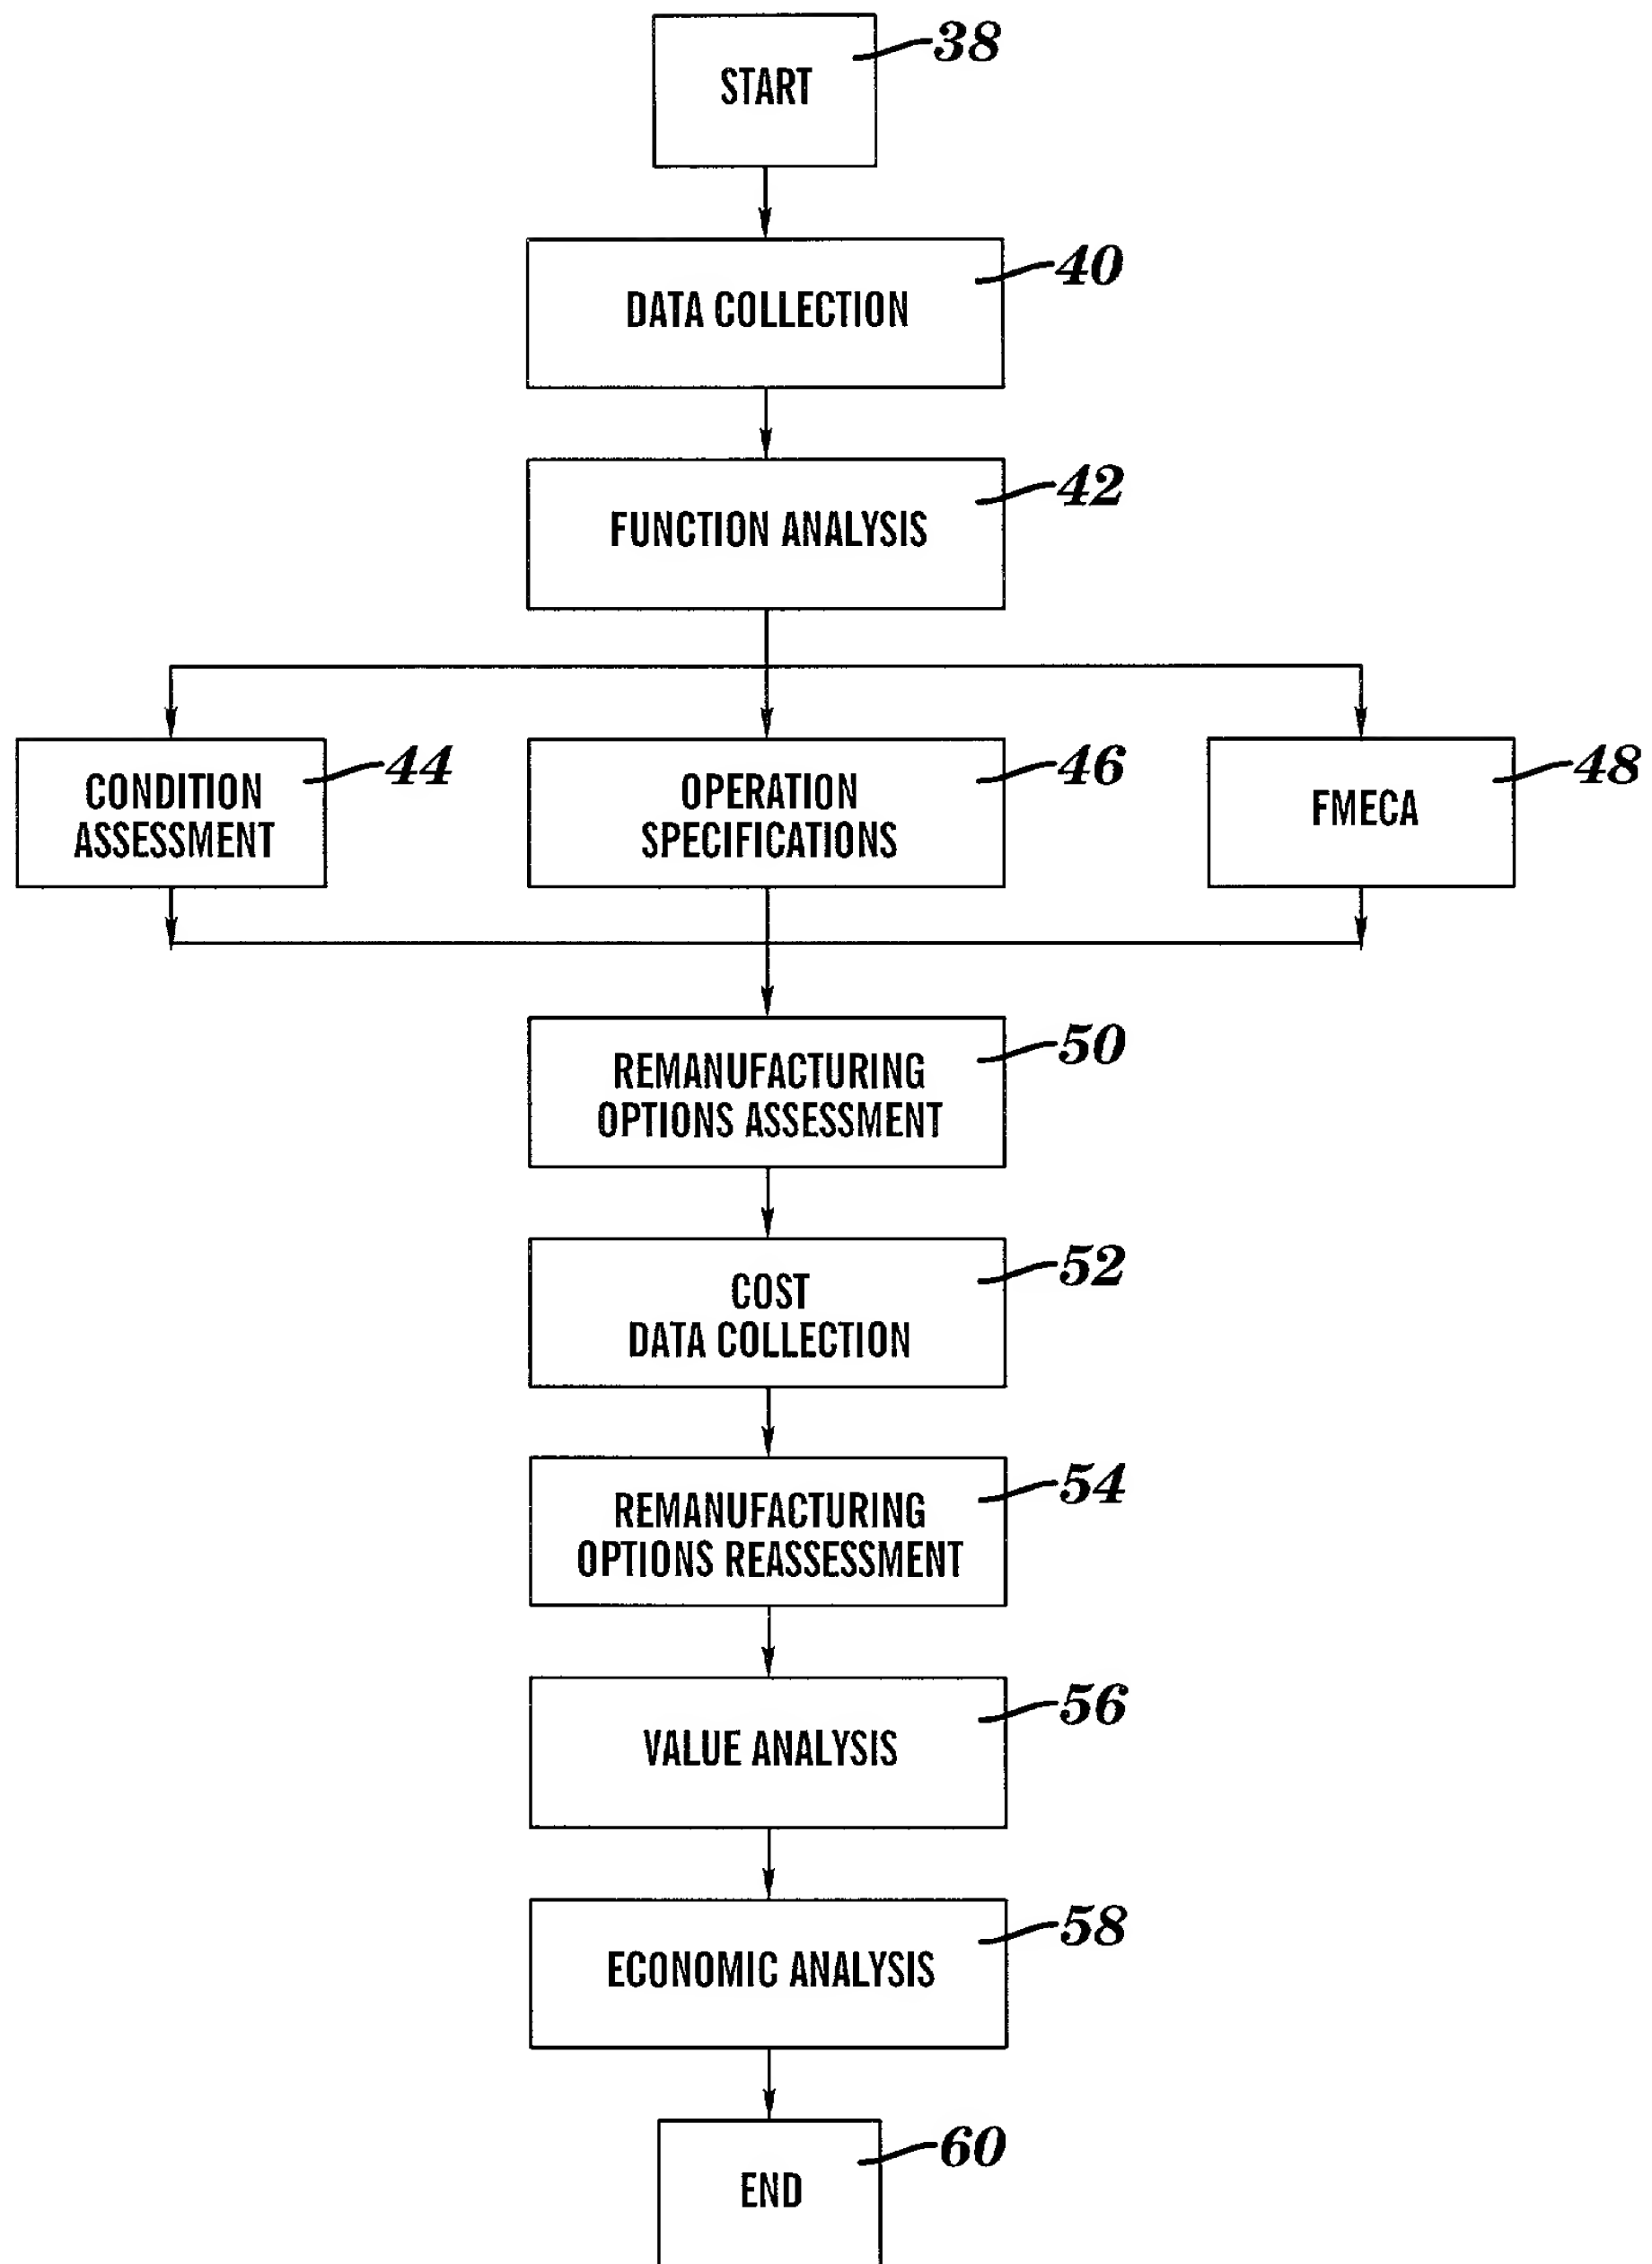 38
START
40
DATA COLLECTION
42
FUNCTION ANALYSIS
44
CONDITION
ASSESSMENT
46
OPERATION
SPECIFICATIONS
48
FMECA
50
REMANUFACTURING
OPTIONS ASSESSMENT
52
COST
DATA COLLECTION
54
REMANUFACTURING
OPTIONS REASSESSMENT
56
VALUE ANALYSIS
58
ECONOMIC ANALYSIS
60
END